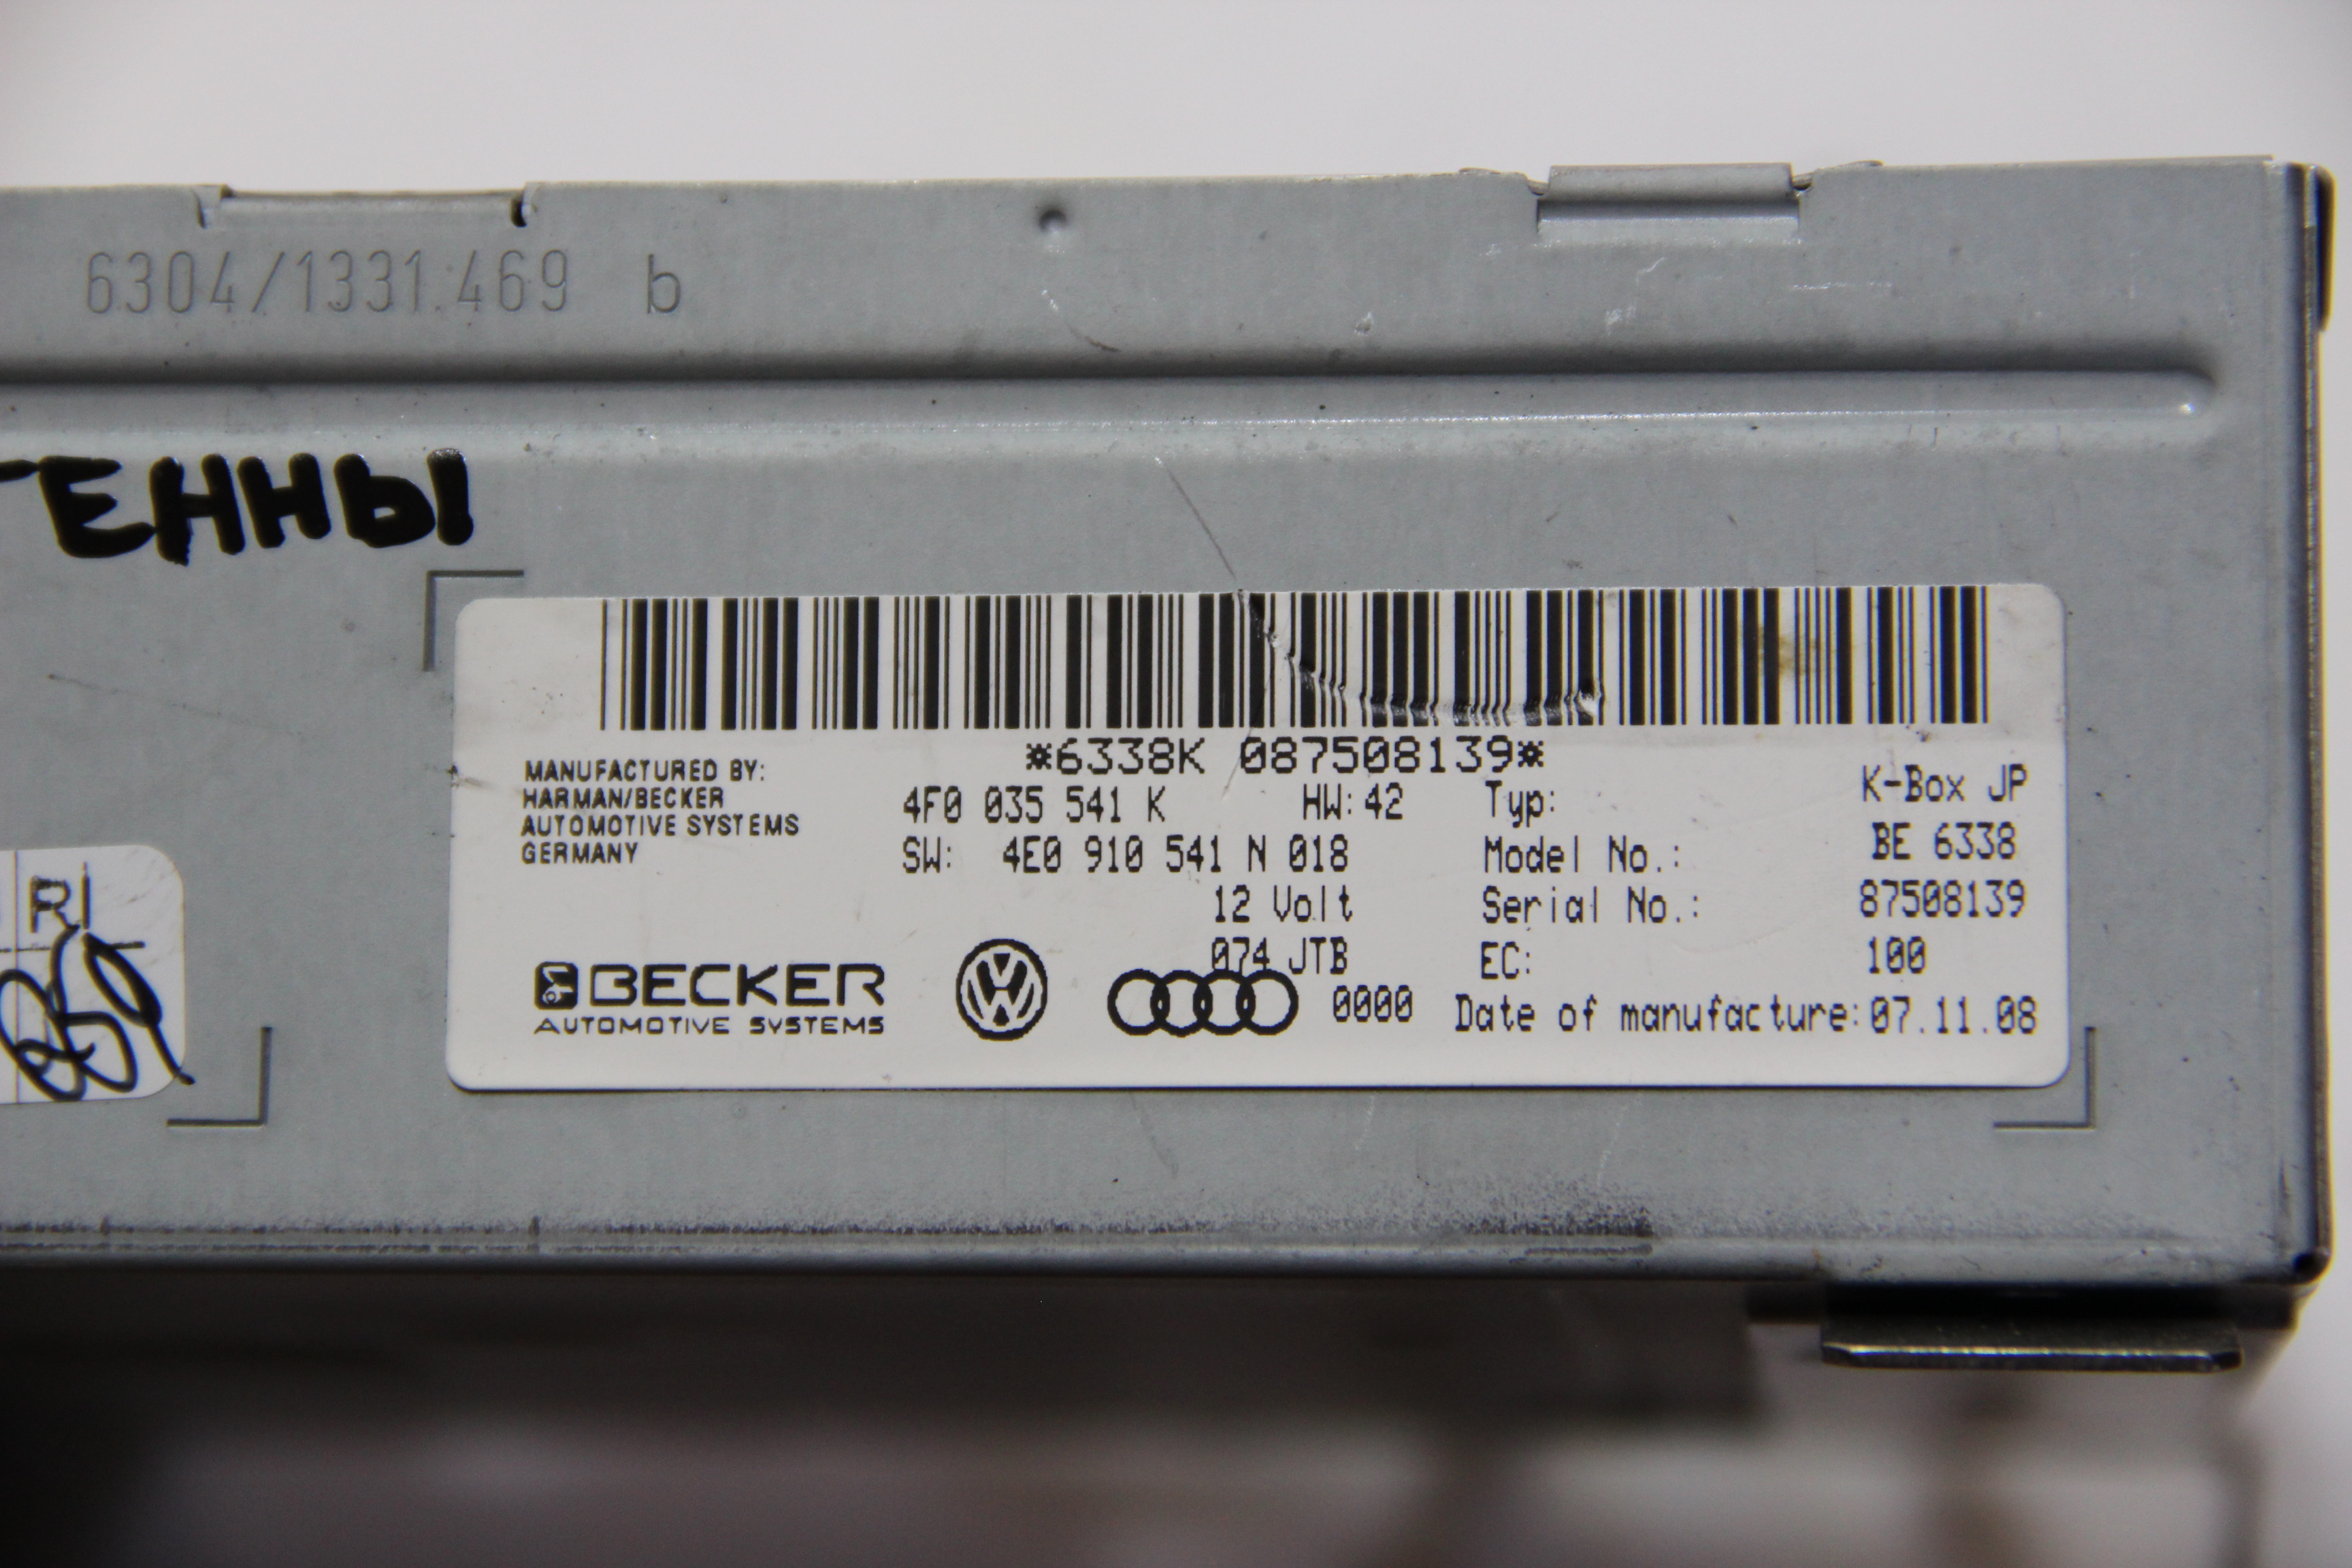 6304/1331.469 b
ТЕННЫ
*6338K 087508139*
MANUFACTURED BY:
HARMAN/BECKER
AUTOMOTIVE SYSTEMS
GERMANY
4F0 035 541 K HW:42
SW: 4E0 910 541 N 018
12 Volt
074 JTB
0000
Typ: K-Box JP
Model No.: BE 6338
Serial No.: 87508139
EC: 100
Date of manufacture:07.11.08
BECKER
AUTOMOTIVE SYSTEMS
RI